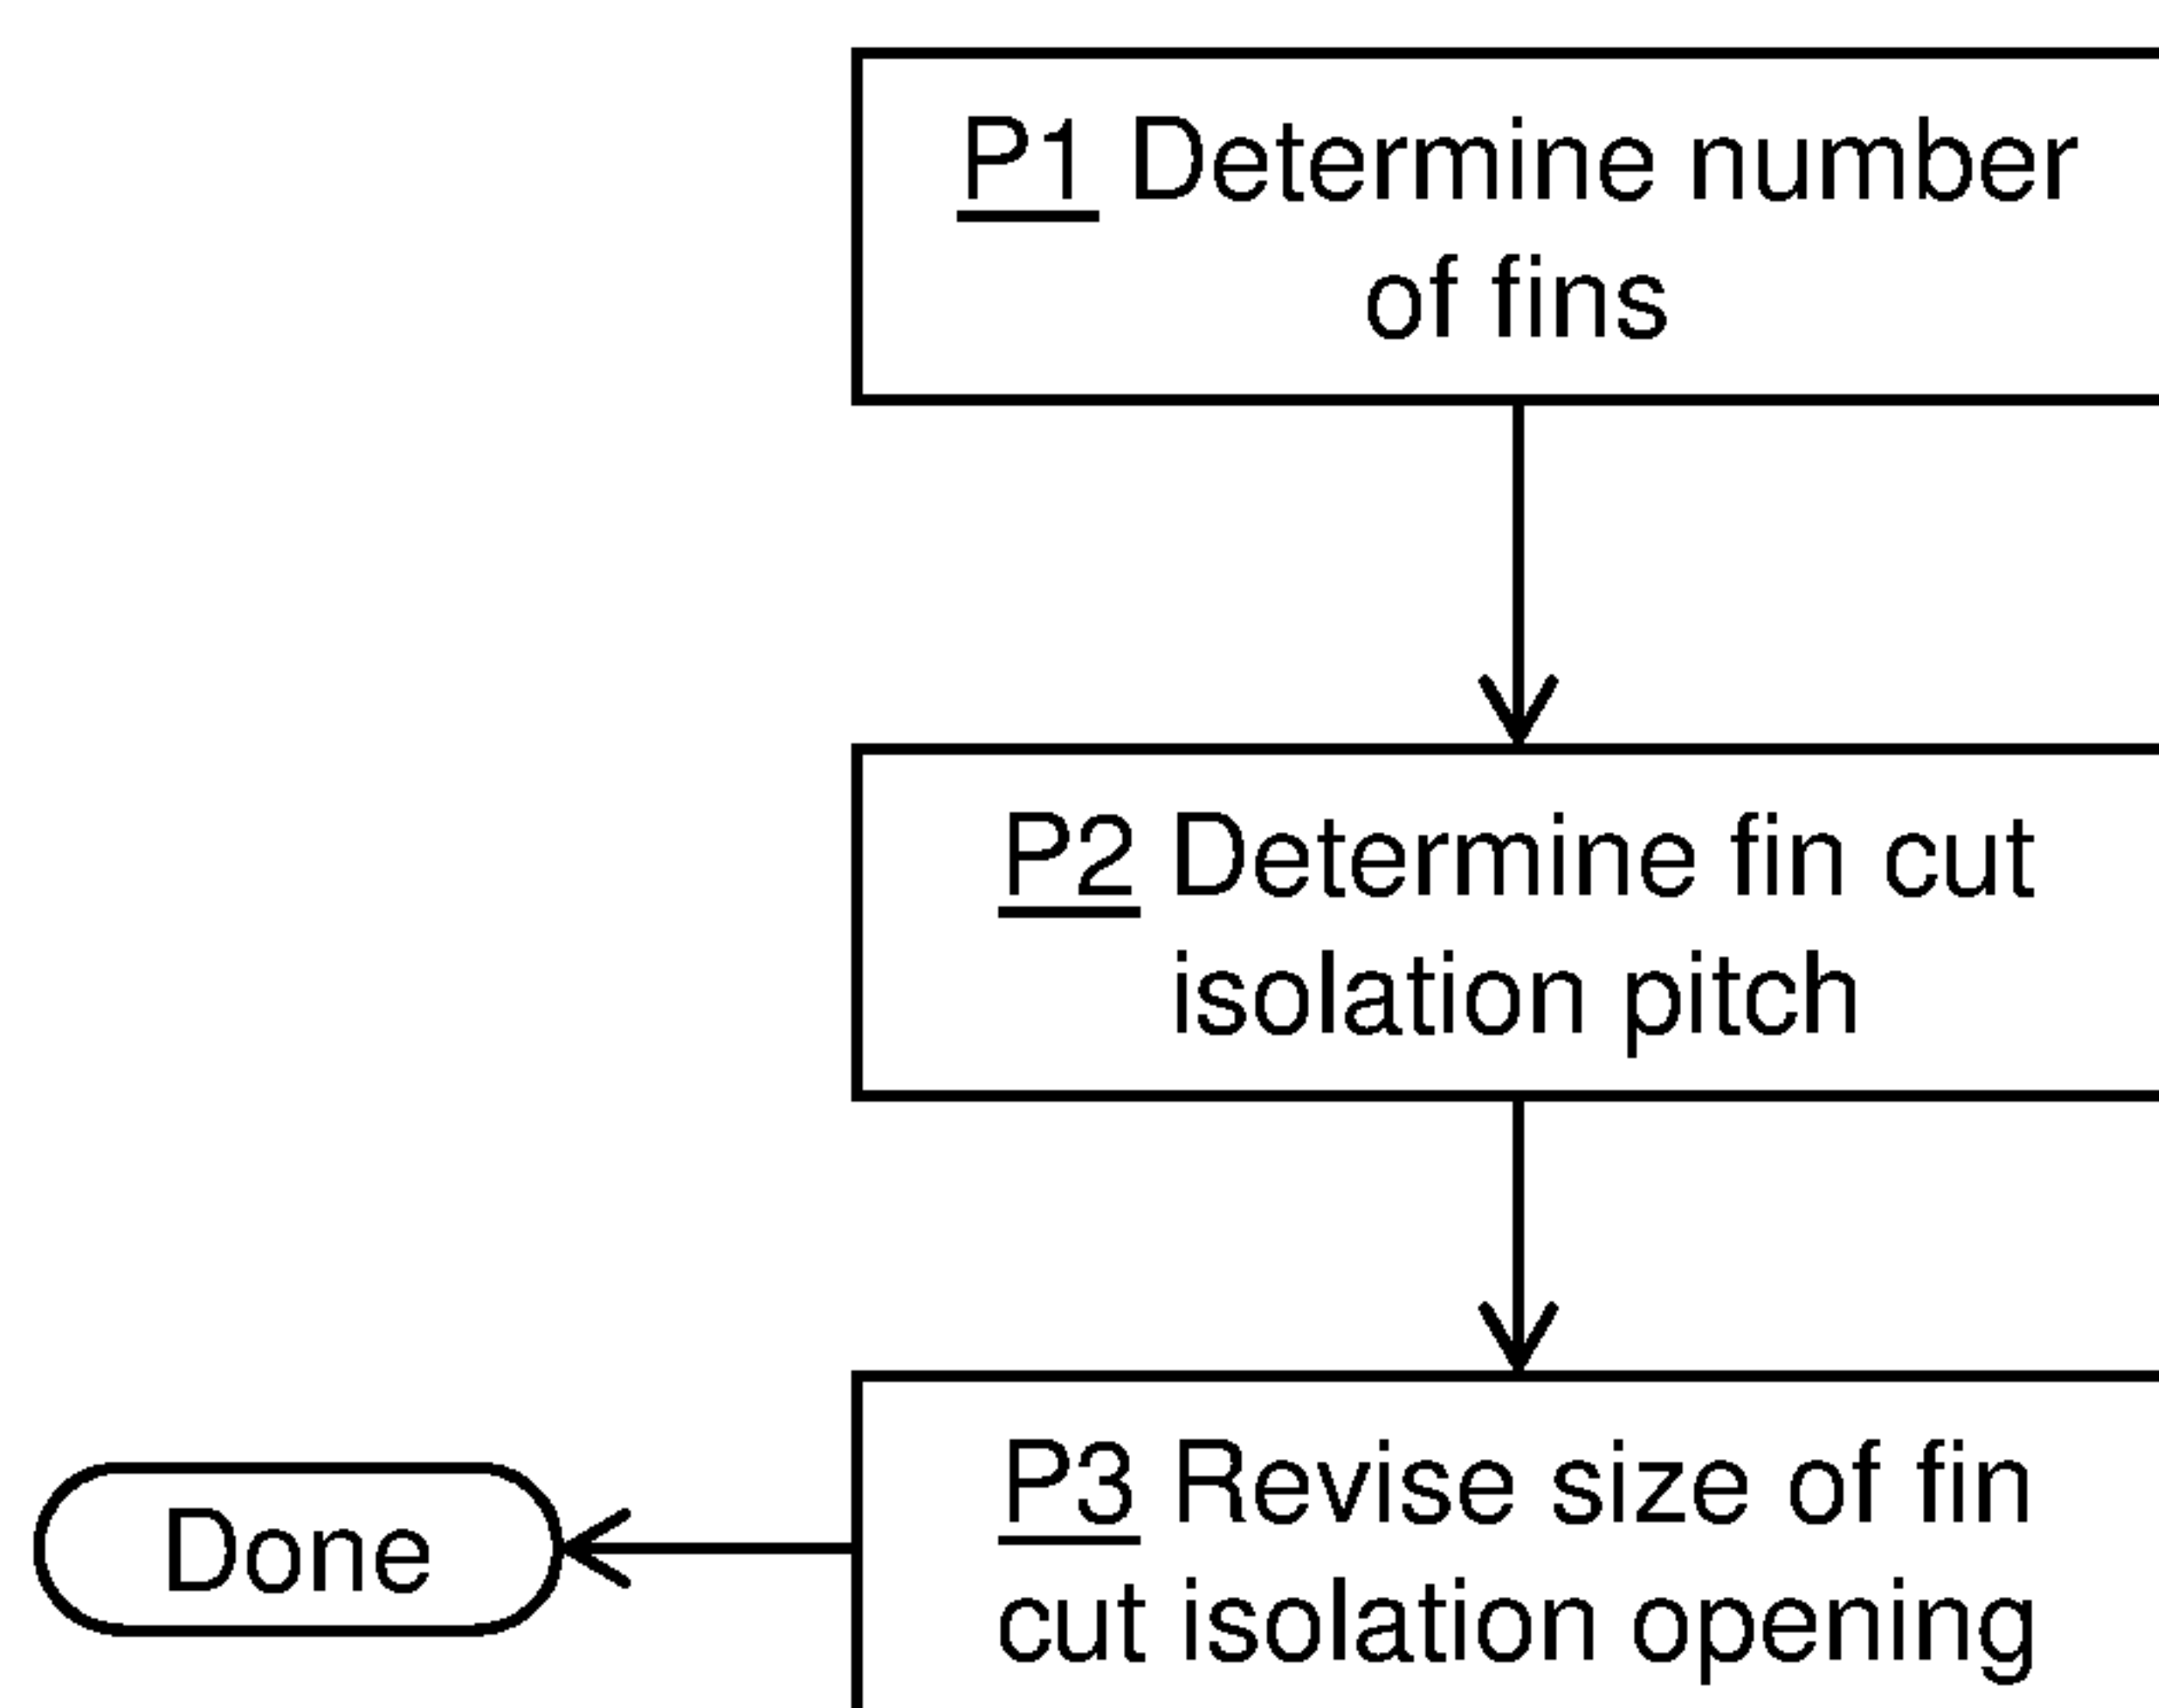 P1 Determine number
of fins
P2 Determine fin cut
isolation pitch
P3 Revise size of fin
cut isolation opening
Done